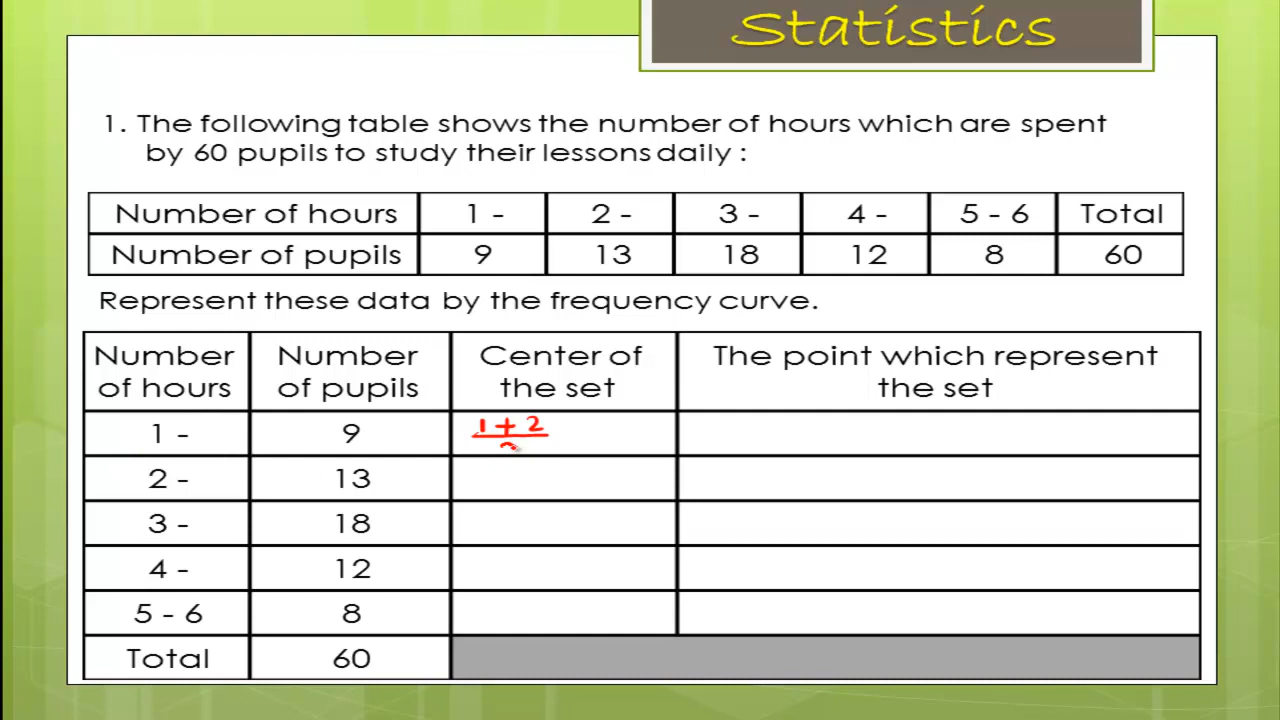 Statistics
1. The following table shows the number of hours which are spent
by 60 pupils to study their lessons daily :
Number of hours 1 - 2 - 3 - 4 - 5 - 6 Total
Number of pupils 9 13 18 12 8 60
Represent these data by the frequency curve.
Number Number Center of The point which represent
of hours of pupils the set the set
1 - 9 1 + 2
2 - 13
3 - 18
4 - 12
5 - 6 8
Total 60